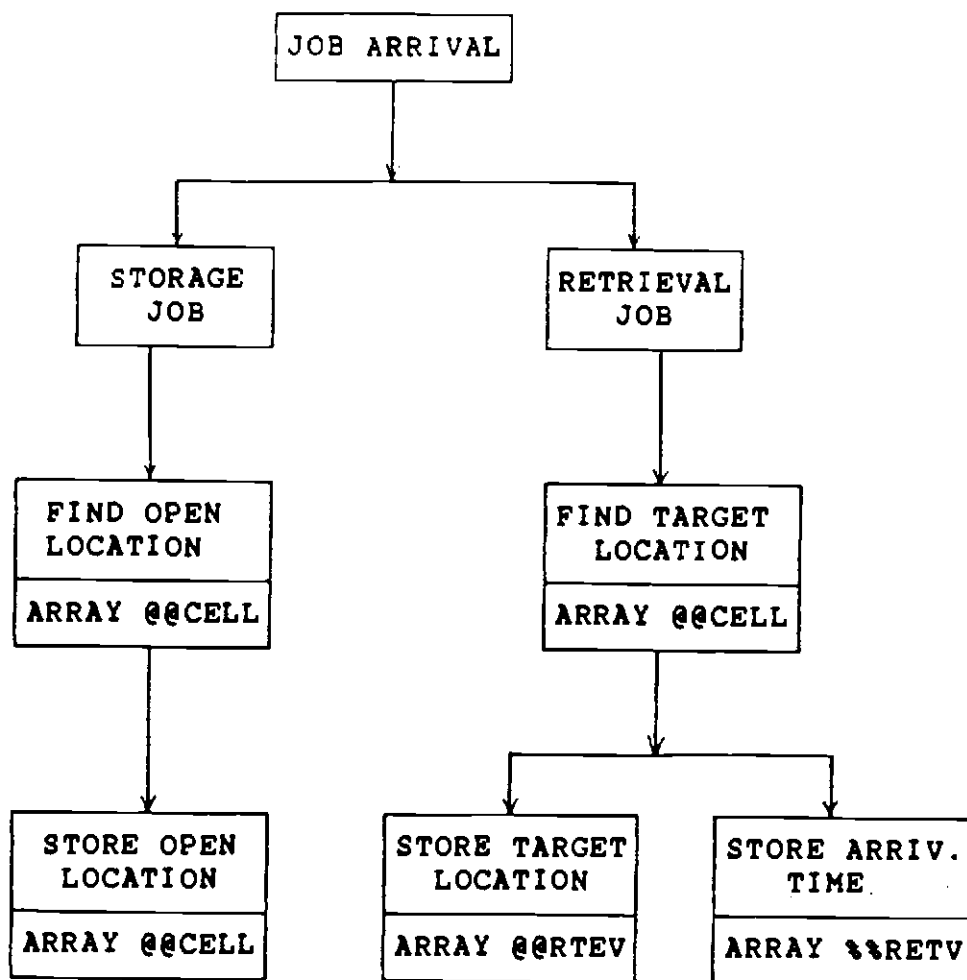 JOB ARRIVAL
STORAGE
JOB
RETRIEVAL
JOB
FIND OPEN
LOCATION
ARRAY @@CELL
FIND TARGET
LOCATION
ARRAY @@CELL
STORE OPEN
LOCATION
ARRAY @@CELL
STORE TARGET
LOCATION
ARRAY @@RTEV
STORE ARRIV.
TIME
ARRAY %%RETV